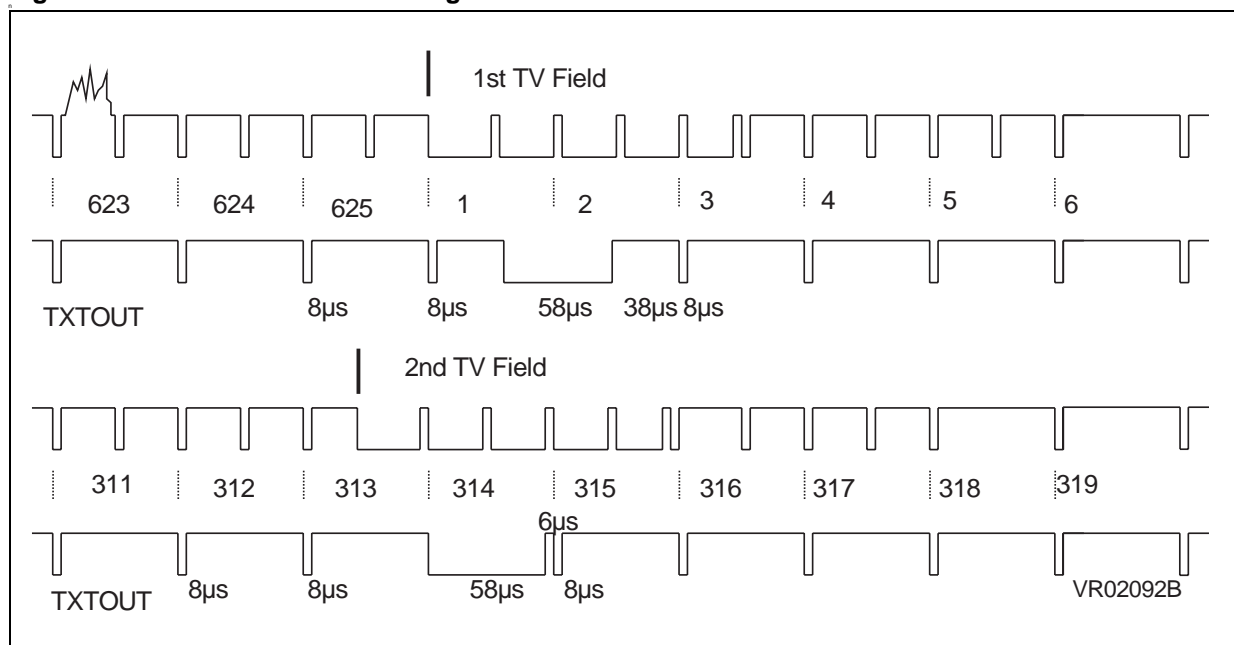 1st TV Field
623 624 625 1 2 3 4 5 6
8µs 8µs 58µs 38µs 8µs
TXTOUT
2nd TV Field
311 312 313 314 315 316 317 318 319
6µs
8µs 8µs 58µs 8µs VR02092B
TXTOUT